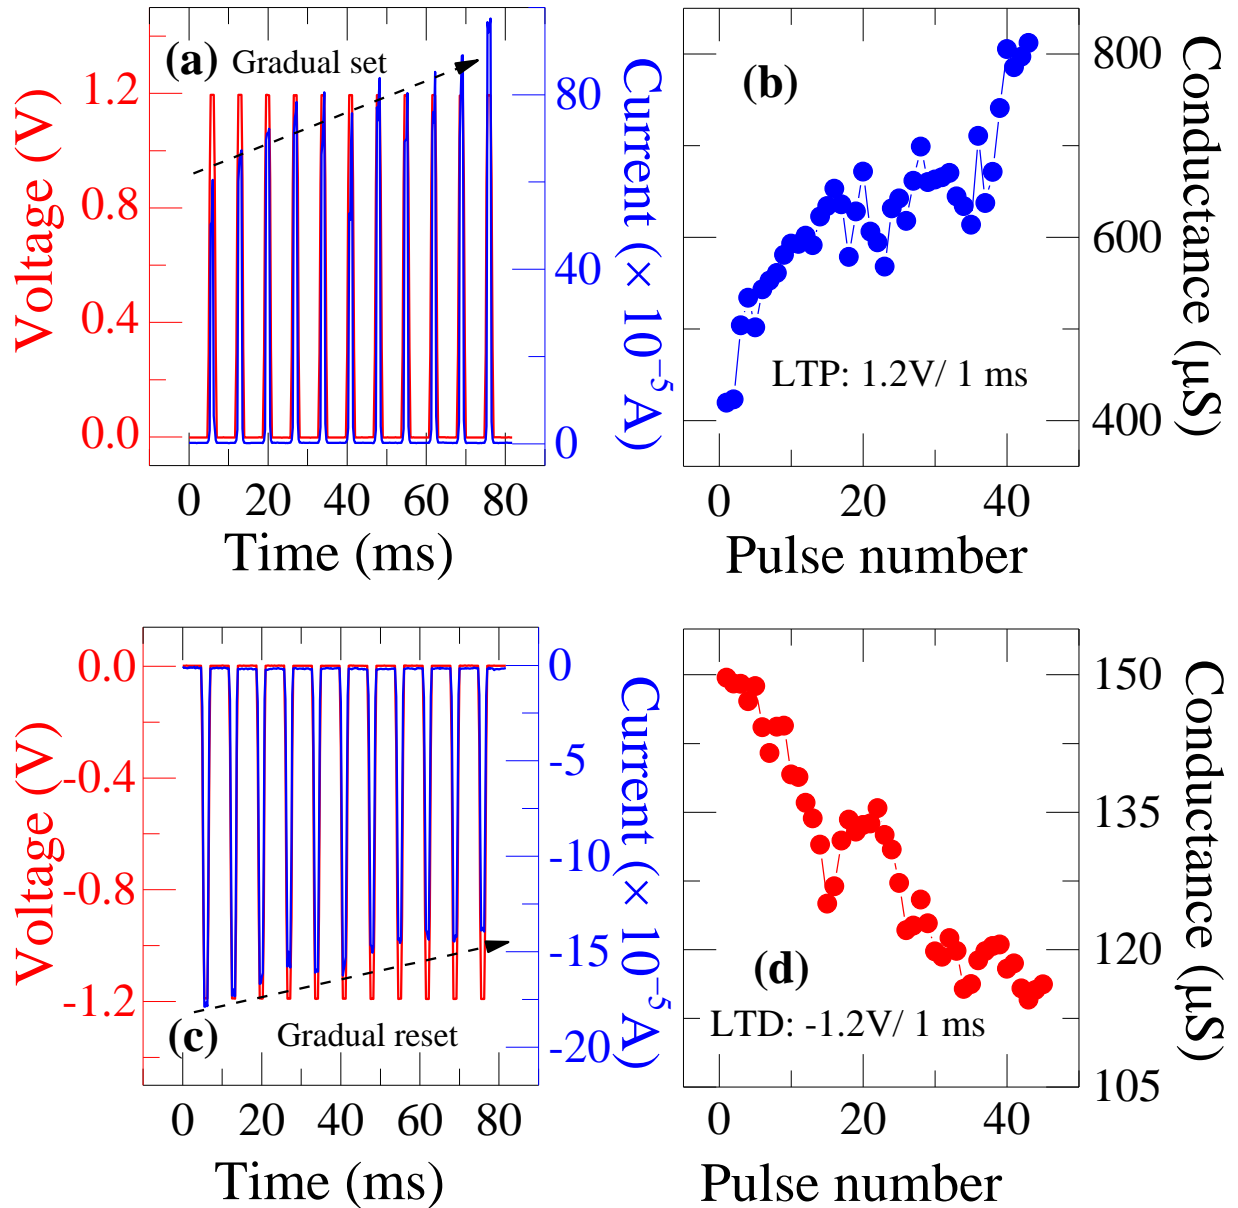 (a) Gradual set
Voltage (V)
1.2
0.8
0.4
0.0
80
40
0
Current (× 10⁻⁵ A)
0 20 40 60 80
Time (ms)
(b)
LTP: 1.2V/ 1 ms
800
600
400
Conductance (μS)
0 20 40
Pulse number
Voltage (V)
0.0
-0.4
-0.8
-1.2
(c) Gradual reset
0
-5
-10
-15
-20
Current (× 10⁻⁵ A)
0 20 40 60 80
Time (ms)
(d)
LTD: -1.2V/ 1 ms
150
135
120
105
Conductance (μS)
0 20 40
Pulse number